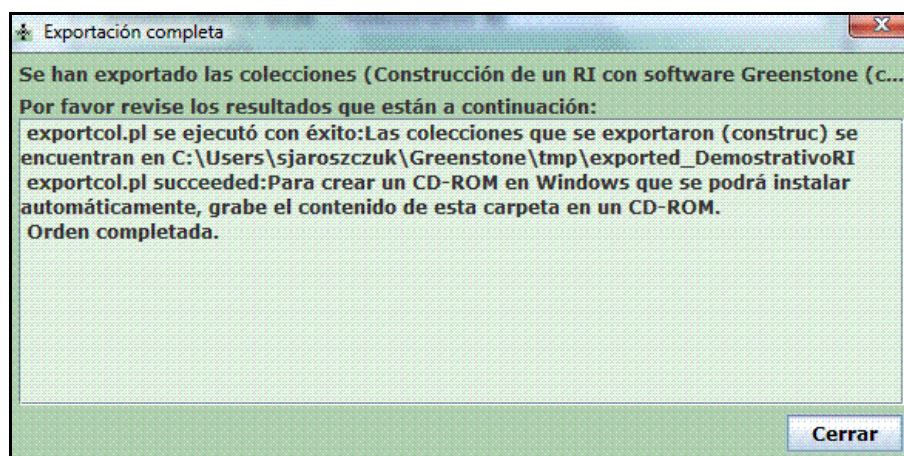 Exportación completa
Se han exportado las colecciones (Construcción de un RI con software Greenstone (c...
Por favor revise los resultados que están a continuación:
exportcol.pl se ejecutó con éxito:Las colecciones que se exportaron (construc) se
encuentran en C:\Users\sjaroszczuk\Greenstone\tmp\exported_DemostrativoRI
exportcol.pl succeeded:Para crear un CD-ROM en Windows que se podrá instalar
automáticamente, grabe el contenido de esta carpeta en un CD-ROM.
Orden completada.
Cerrar